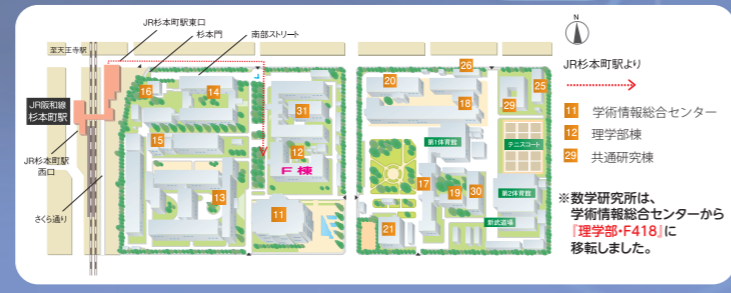 JR杉本町駅東口
杉本門
南部ストリート
至天王寺駅
JR阪和線
杉本町駅
JR杉本町駅
西口
さくら通り
16
14
15
13
31
12
F棟
11
20
26
18
25
29
第1体育館
テニスコート
17
19
30
第2体育館
新武道場
21
N
JR杉本町駅より
11 学術情報総合センター
12 理学部棟
29 共通研究棟
※数学研究所は、
学術情報総合センターから
『理学部・F418』に
移転しました。